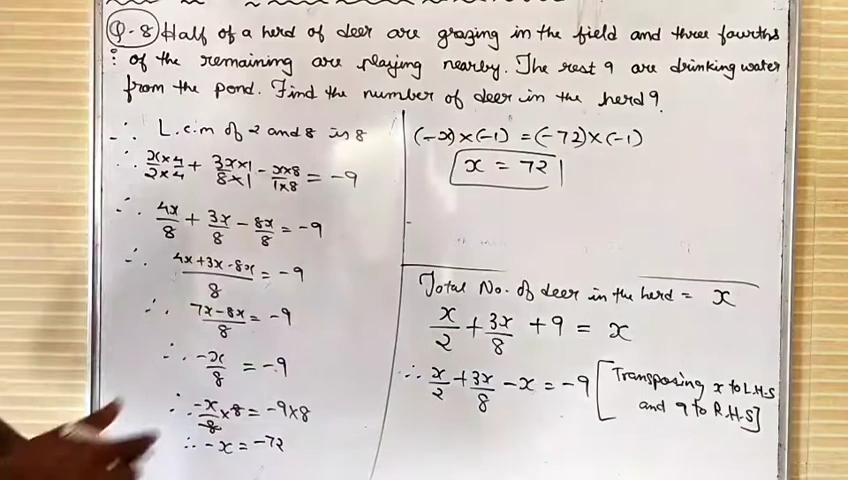 Q-8 Half of a herd of deer are grazing in the field and three fourths
of the remaining are playing nearby. The rest 9 are drinking water
from the pond. Find the number of deer in the herd?
∴ L.c.m of 2 and 8 is 8
∴ x×4/2×4 + 3x×1/8×1 - x×8/1×8 = -9
∴ 4x/8 + 3x/8 - 8x/8 = -9
∴ 4x+3x-8x/8 = -9
∴ 7x-8x/8 = -9
∴ -x/8 = -9
∴ -x/8 × 8 = -9×8
∴ -x = -72
(-x)×(-1) = (-72)×(-1)
x = 72
Total No. of deer in the herd = x
x/2 + 3x/8 + 9 = x
∴ x/2 + 3x/8 - x = -9 [Transposing x to L.H.S
and 9 to R.H.S]